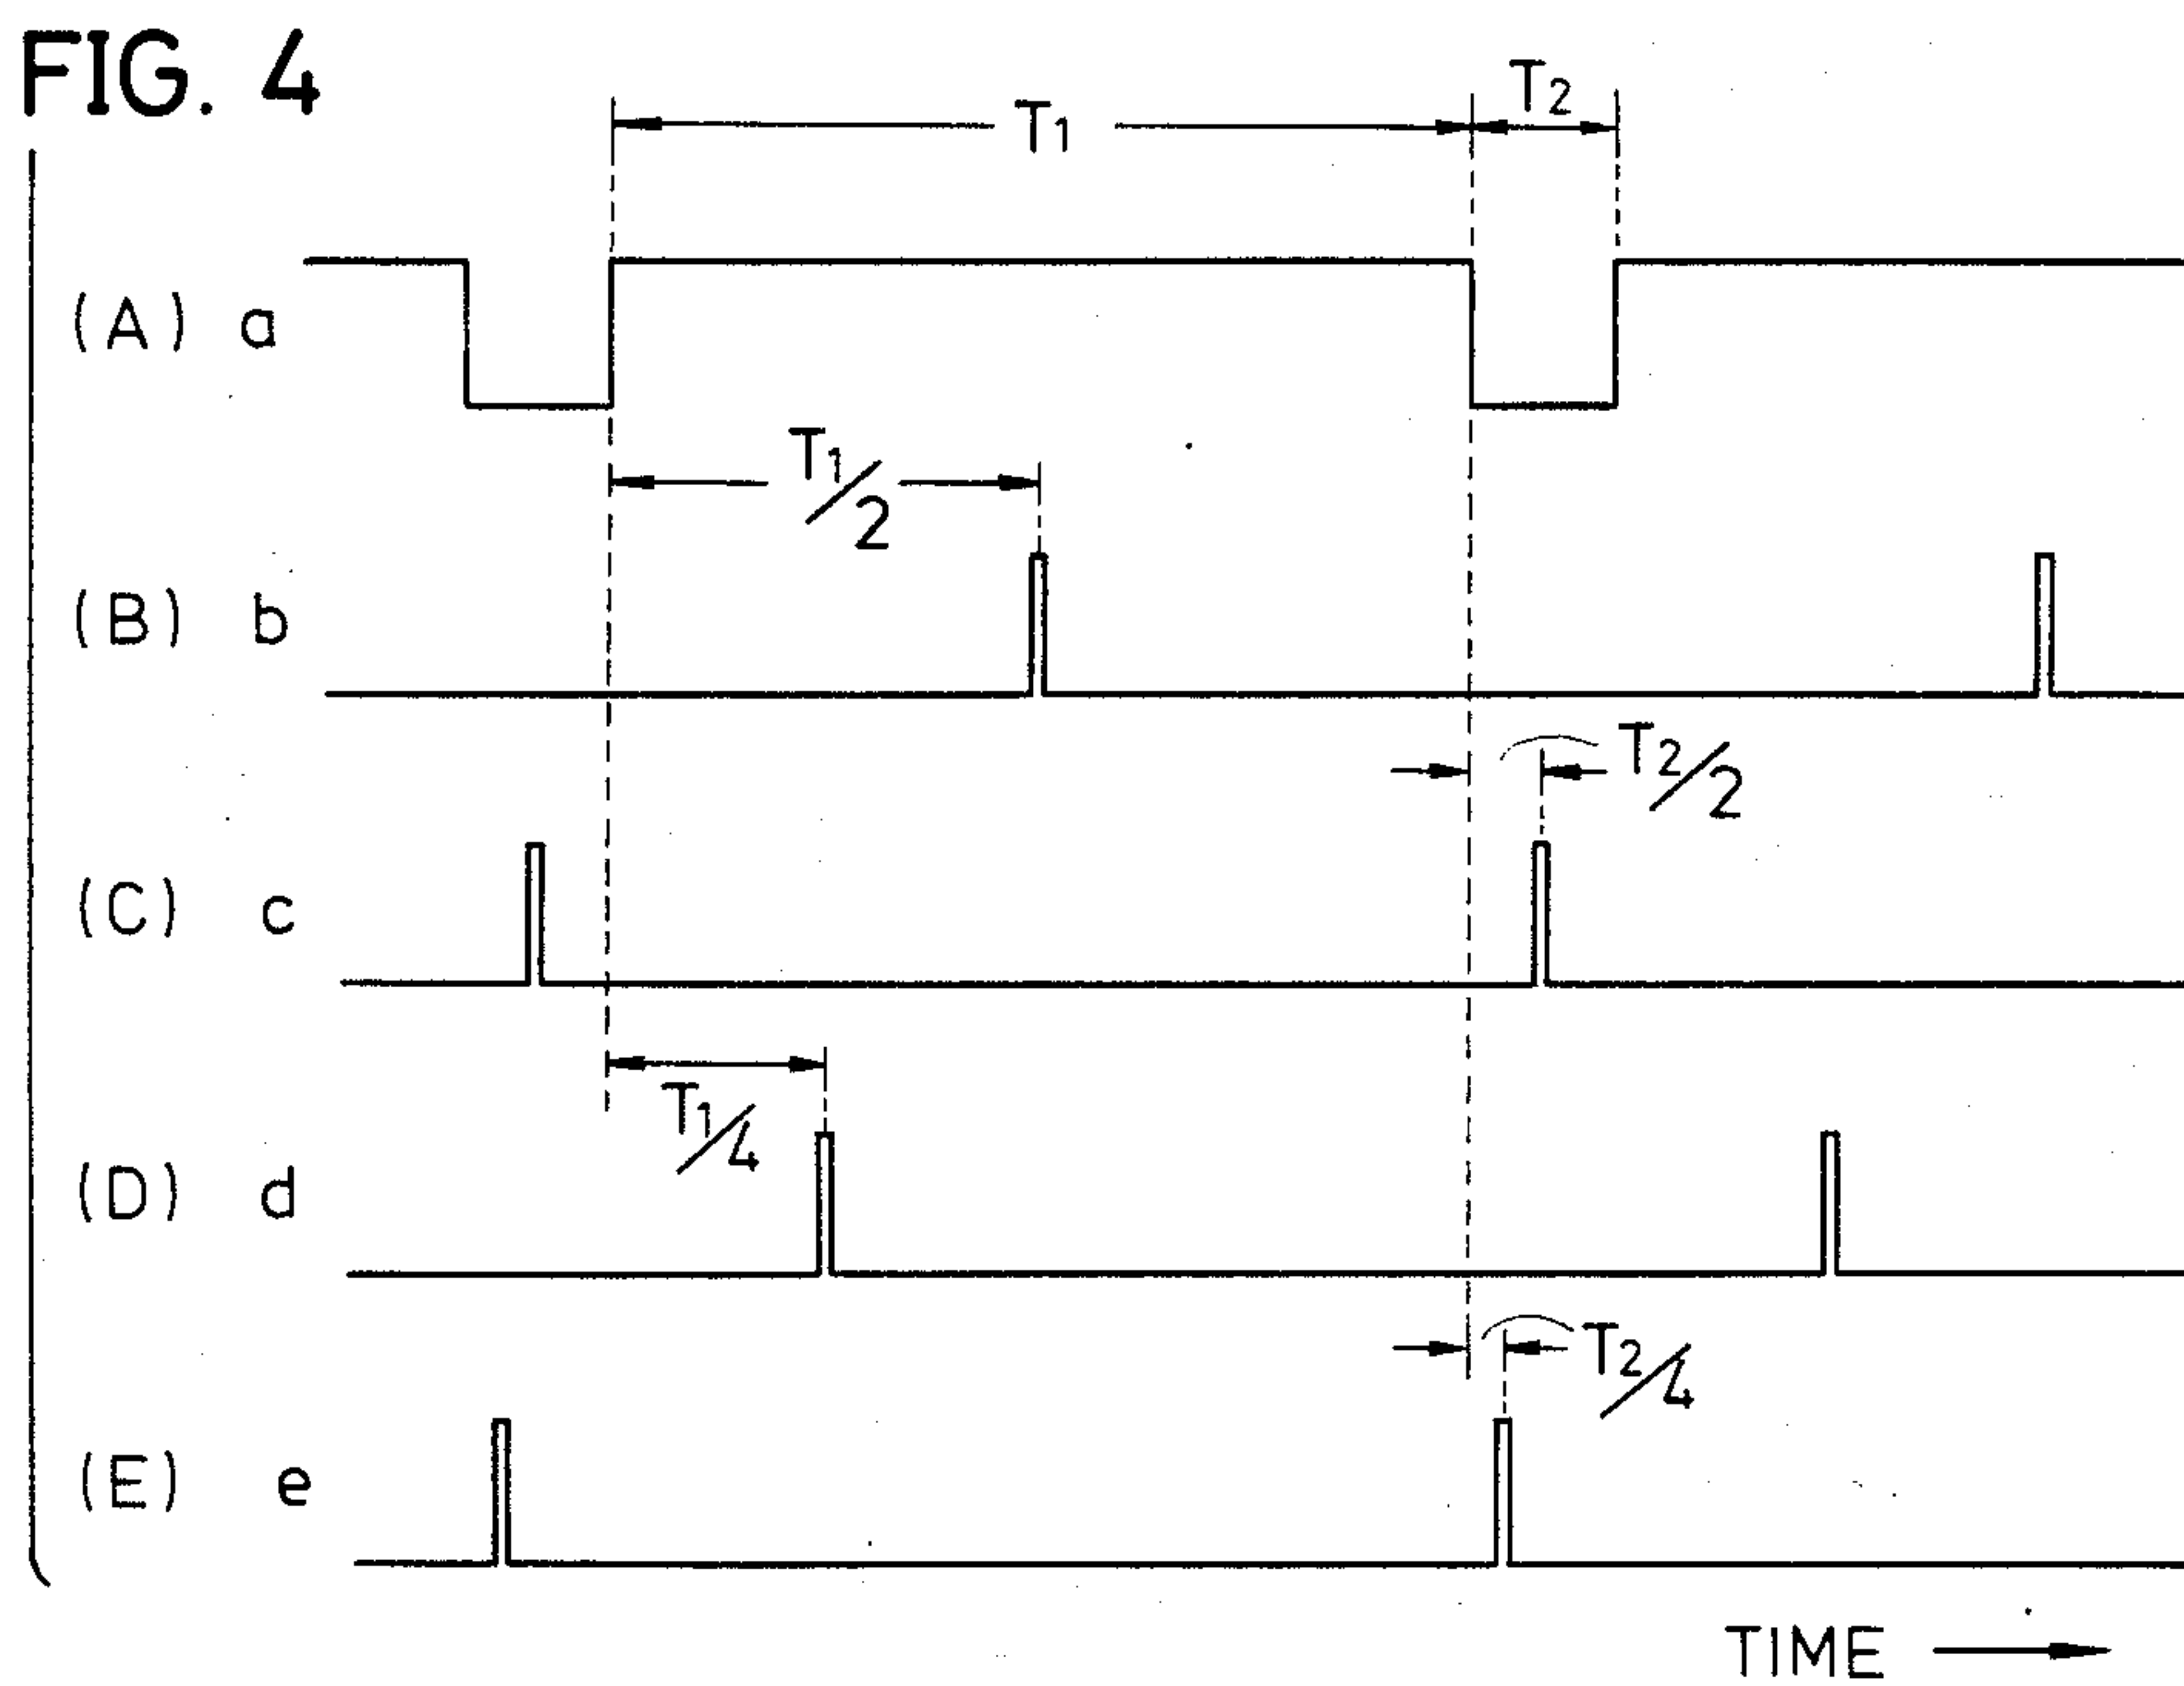 FIG. 4
T1
T2
(A) a
T1/2
(B) b
T2/2
(C) c
T1/4
(D) d
T2/4
(E) e
TIME